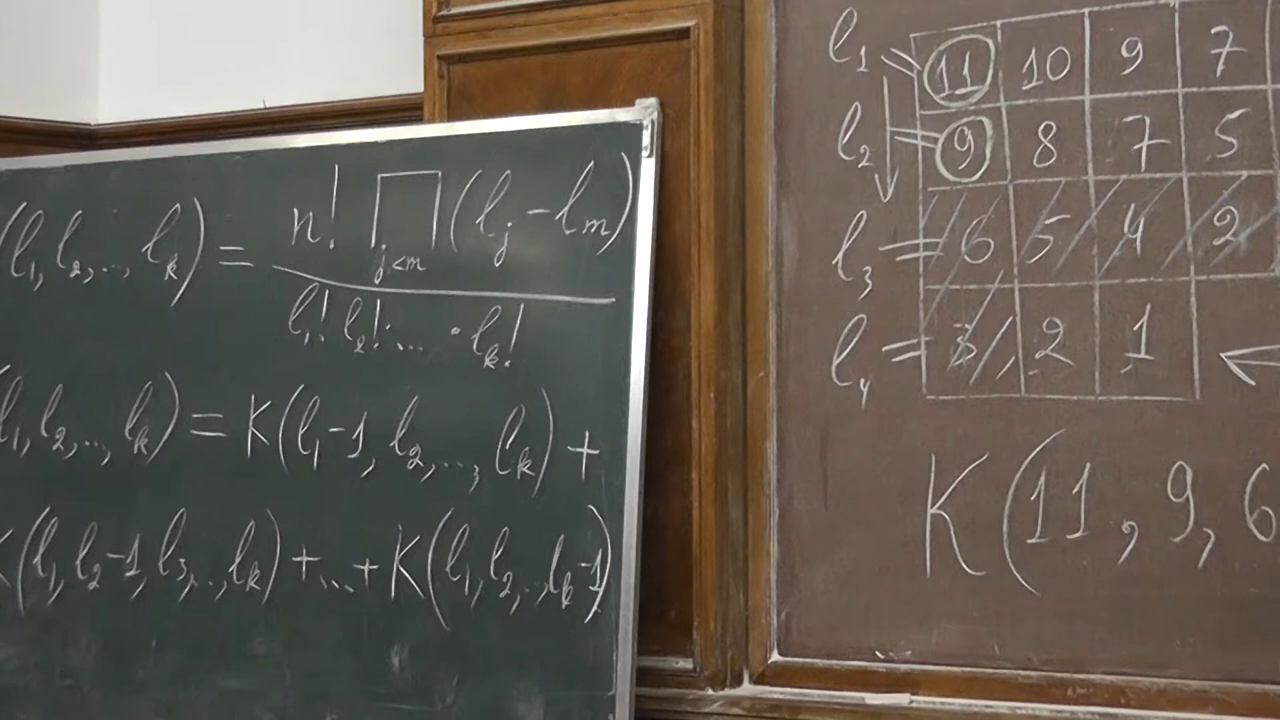 (l₁, l₂, ..., l_k) = n! ∏_{j<m} (l_j - l_m)
l₁! l₂! ... · l_k!
l₁, l₂, .., l_k) = K(l₁-1, l₂, ..., l_k) +
K(l₁, l₂-1, l₃, .., l_k) + ... + K(l₁, l₂, .., l_k-1)
l₁ 11 10 9 7
l₂ 9 8 7 5
l₃ = 6 5 4 2
l₄ = 3 2 1 ←
K(11, 9, 6